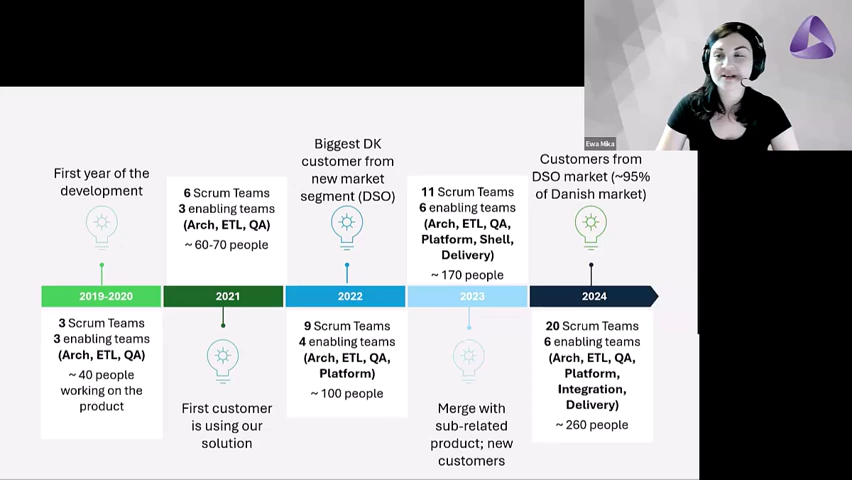 Ewa Mika
First year of the
development
2019-2020
3 Scrum Teams
3 enabling teams
(Arch, ETL, QA)
~ 40 people
working on the
product
6 Scrum Teams
3 enabling teams
(Arch, ETL, QA)
~ 60-70 people
2021
First customer
is using our
solution
Biggest DK
customer from
new market
segment (DSO)
2022
9 Scrum Teams
4 enabling teams
(Arch, ETL, QA,
Platform)
~ 100 people
11 Scrum Teams
6 enabling teams
(Arch, ETL, QA,
Platform, Shell,
Delivery)
~ 170 people
2023
Merge with
sub-related
product; new
customers
Customers from
DSO market (~95%
of Danish market)
2024
20 Scrum Teams
6 enabling teams
(Arch, ETL, QA,
Platform,
Integration,
Delivery)
~ 260 people